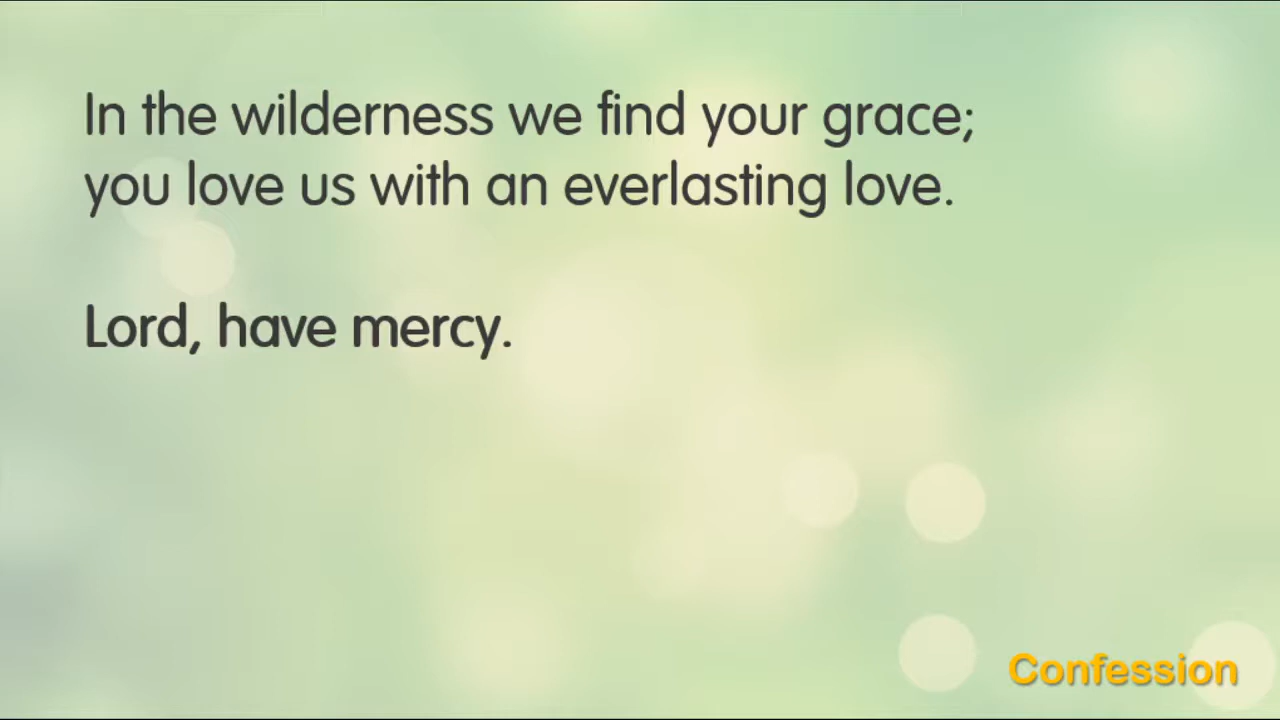 In the wilderness we find your grace;
you love us with an everlasting love.
Lord, have mercy.
Confession